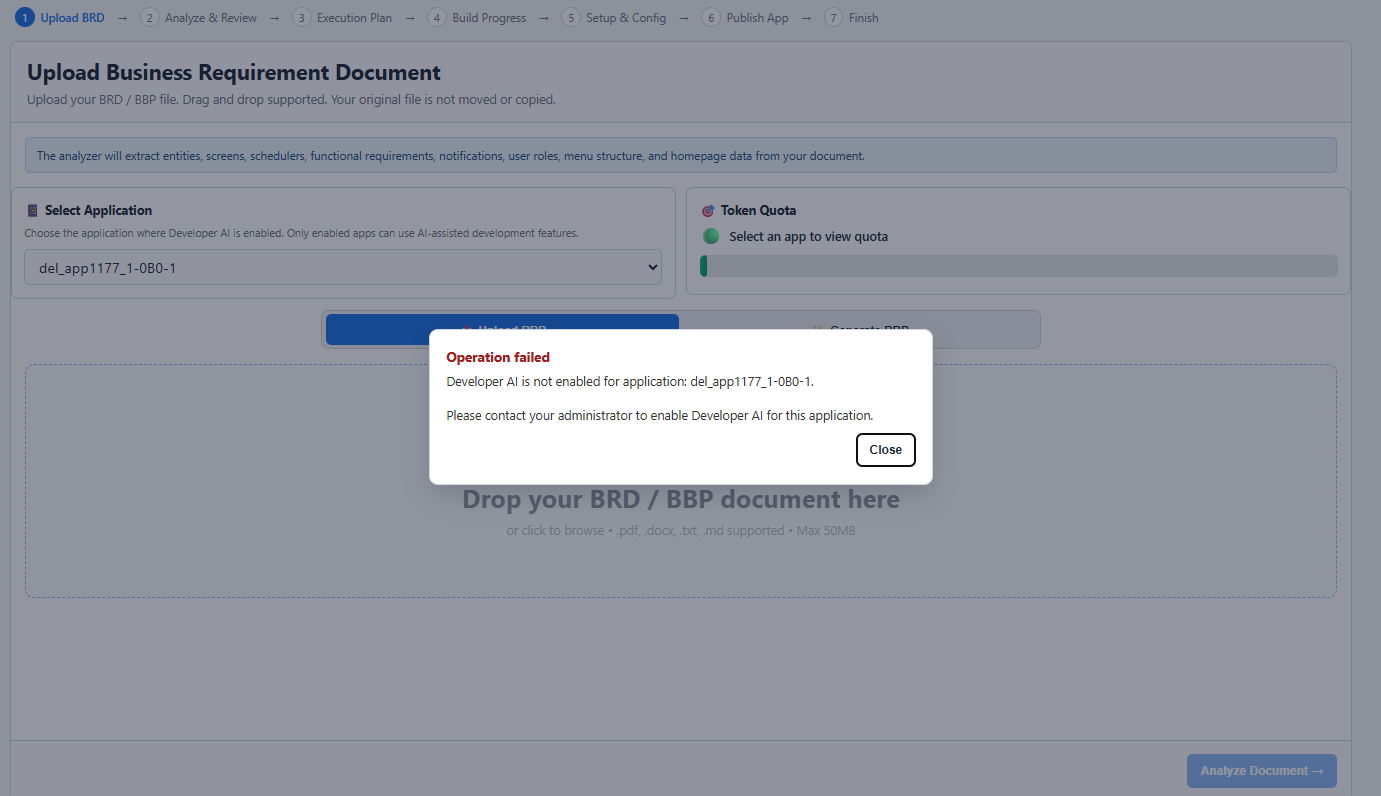 1 Upload BRD → 2 Analyze & Review → 3 Execution Plan → 4 Build Progress → 5 Setup & Config → 6 Publish App → 7 Finish
Upload Business Requirement Document
Upload your BRD / BBP file. Drag and drop supported. Your original file is not moved or copied.
The analyzer will extract entities, screens, schedulers, functional requirements, notifications, user roles, menu structure, and homepage data from your document.
Select Application
Choose the application where Developer AI is enabled. Only enabled apps can use AI-assisted development features.
del_app1177_1-0B0-1
Token Quota
Select an app to view quota
Upload BRD
Generate BRD
Operation failed
Developer AI is not enabled for application: del_app1177_1-0B0-1.
Please contact your administrator to enable Developer AI for this application.
Close
Drop your BRD / BBP document here
or click to browse • .pdf, .docx, .txt, .md supported • Max 50MB
Analyze Document →